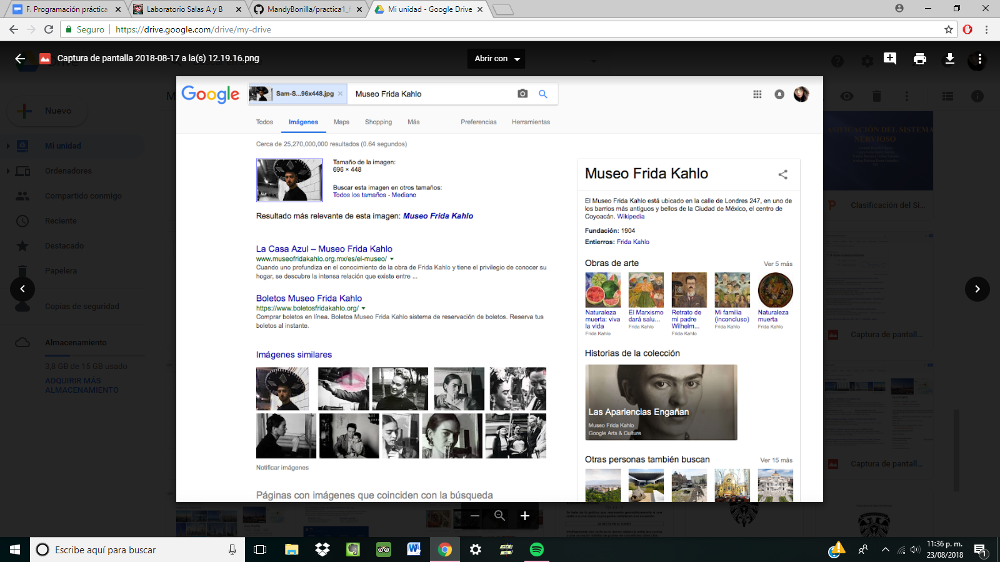 F. Programación práctica
Laboratorio Salas A y B
MandyBonilla/practica1_
Mi unidad - Google Drive
Seguro
https://drive.google.com/drive/my-drive
Captura de pantalla 2018-08-17 a la(s) 12.19.16.png
Abrir con
Nuevo
Mi unidad
Ordenadores
Compartido conmigo
Reciente
Destacado
Papelera
Copias de seguridad
Almacenamiento
3,8 GB de 15 GB usado
ADQUIRIR MÁS
ALMACENAMIENTO
Google
Sam-S...96x448.jpg
Museo Frida Kahlo
Todos
Imágenes
Maps
Shopping
Más
Preferencias
Herramientas
Cerca de 25,270,000,000 resultados (0.64 segundos)
Tamaño de la imagen:
696 × 448
Buscar esta imagen en otros tamaños:
Todos los tamaños - Mediano
Resultado más relevante de esta imagen: Museo Frida Kahlo
La Casa Azul – Museo Frida Kahlo
www.museofridakahlo.org.mx/es/el-museo/
Cuando uno profundiza en el conocimiento de la obra de Frida Kahlo y tiene el privilegio de conocer su
hogar, se descubre la intensa relación que existe entre ...
Boletos Museo Frida Kahlo
https://www.boletosfridakahlo.org/
Comprar boletos en línea. Boletos Museo Frida Kahlo sistema de reservación de boletos. Reserva tus
boletos al instante.
Imágenes similares
Notificar imágenes
Páginas con imágenes que coinciden con la búsqueda
Museo Frida Kahlo
El Museo Frida Kahlo está ubicado en la calle de Londres 247, en uno de
los barrios más antiguos y bellos de la Ciudad de México, el centro de
Coyoacán. Wikipedia
Fundación: 1904
Entierros: Frida Kahlo
Obras de arte
Ver 5 más
Naturaleza
muerta: viva
la vida
Frida Kahlo
El Marxismo
dará salu...
Frida Kahlo
Retrato de
mi padre
Wilhelm...
Frida Kahlo
Mi familia
(inconcluso)
Frida Kahlo
Naturaleza
muerta
Frida Kahlo
Historias de la colección
Las Apariencias Engañan
Museo Frida Kahlo
Google Arts & Culture
Otras personas también buscan
Ver 15 más
CLASIFICACIÓN DEL SISTEMA
NERVIOSO
Clasificación del Si...
Captura de pantall...
Captura de pantall...
Escribe aquí para buscar
11:36 p. m.
23/08/2018
1